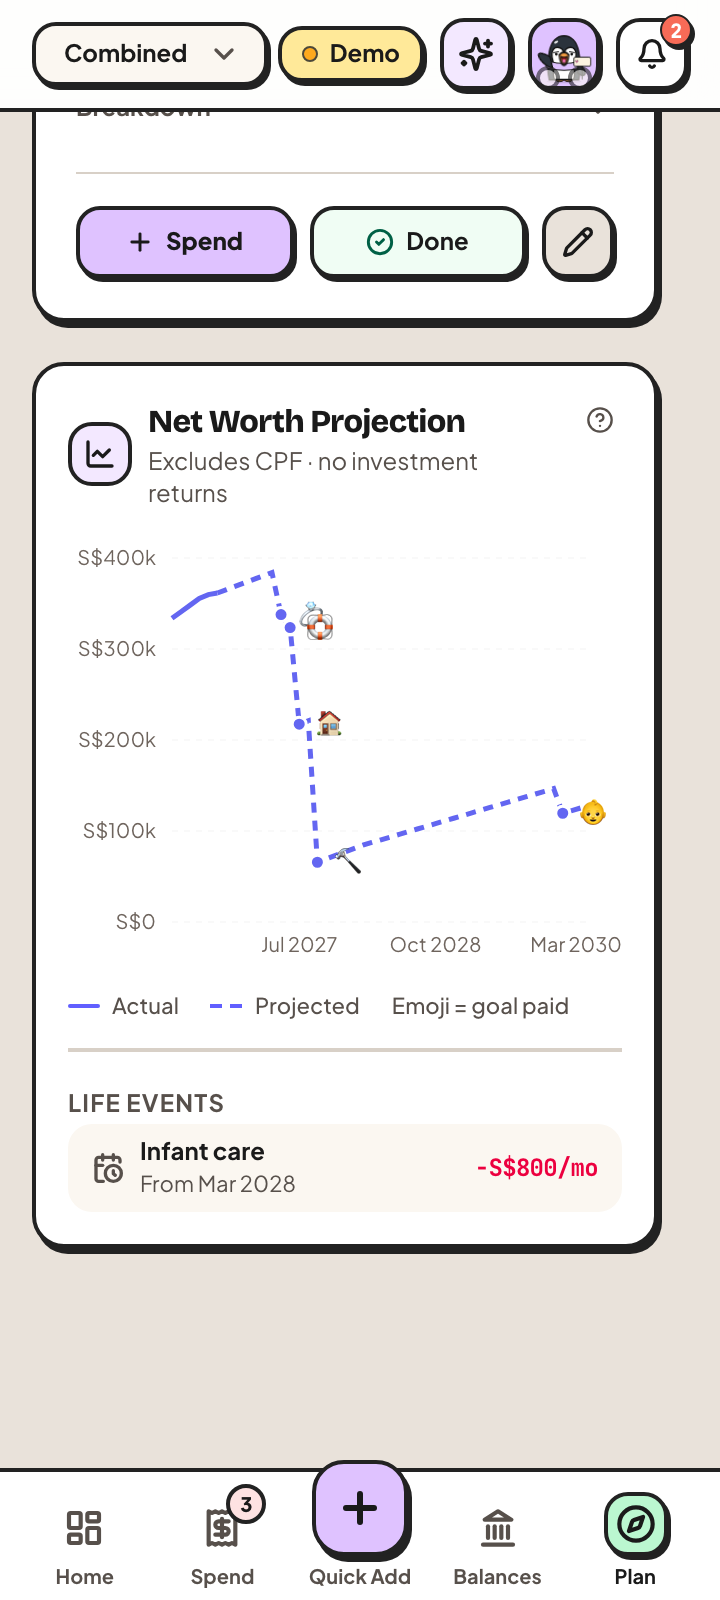 Combined
Demo
2
Breakdown
Spend
Done
Net Worth Projection
Excludes CPF · no investment
returns
S$400k
S$300k
S$200k
S$100k
S$0
Jul 2027
Oct 2028
Mar 2030
Actual
Projected
Emoji = goal paid
LIFE EVENTS
Infant care
From Mar 2028
-S$800/mo
3
Home
Spend
Quick Add
Balances
Plan